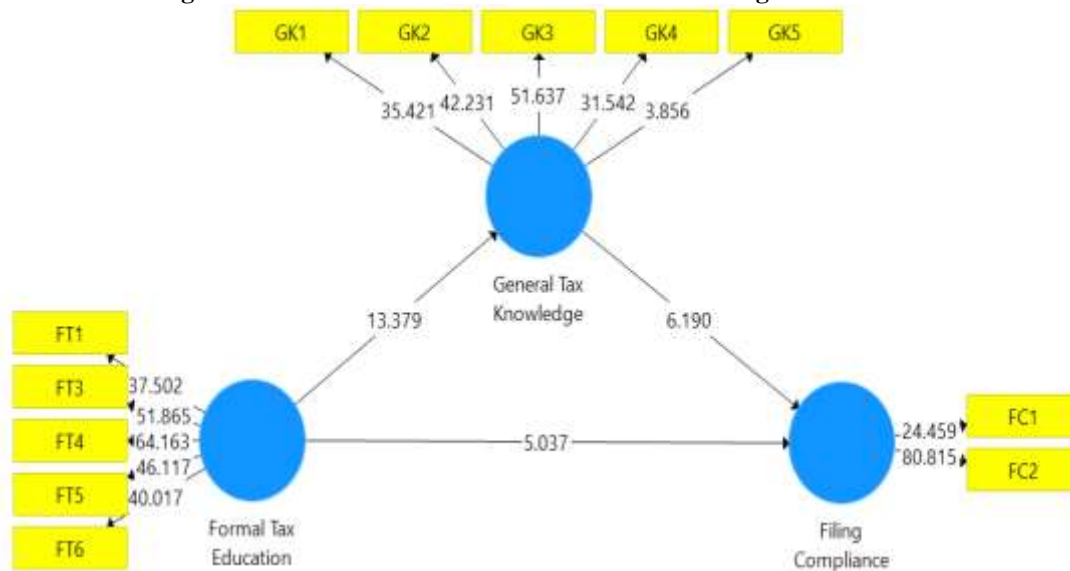 GK1 GK2 GK3 GK4 GK5
35.421 42.231 51.637 31.542 3.856
General Tax
Knowledge
13.379 6.190
FT1
FT3
FT4
FT5
FT6
37.502
51.865
64.163
46.117
40.017
Formal Tax
Education
5.037
24.459
80.815
FC1
FC2
Filing
Compliance